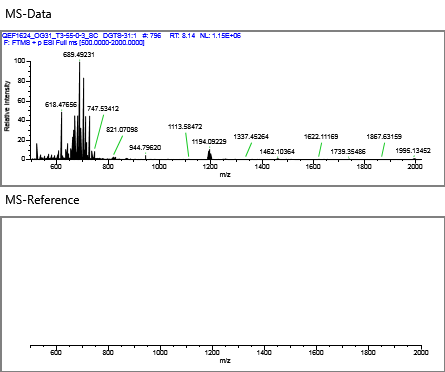 MS-Data
QEF1624_OG31_T3-55-0-3_SC DGTS-31:1 #: 796 RT: 8.14 NL: 1.15E+06
F: FTMS + p ESI Full ms [500.0000-2000.0000]
Relative Intensity
100
80
60
40
20
0
689.49231
618.47656
747.53412
821.07098
944.79620
1113.58472
1194.09229
1337.45264
1462.10364
1622.11169
1739.35486
1867.63159
1995.13452
600 800 1000 1200 1400 1600 1800 2000
m/z
MS-Reference
600 800 1000 1200 1400 1600 1800 2000
m/z